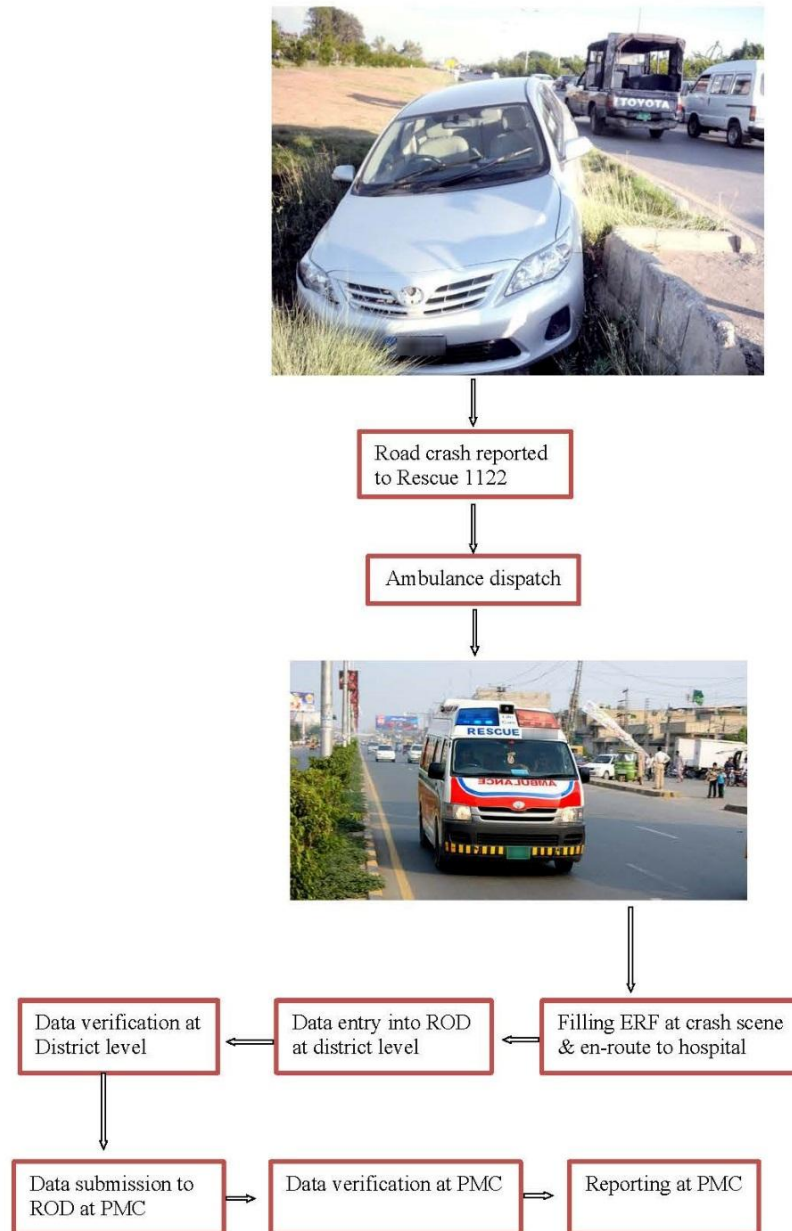 TOYOTA
Road crash reported
to Rescue 1122
Ambulance dispatch
RESCUE
AMBULANCE
Filling ERF at crash scene
& en-route to hospital
Data entry into ROD
at district level
Data verification at
District level
Data submission to
ROD at PMC
Data verification at PMC
Reporting at PMC